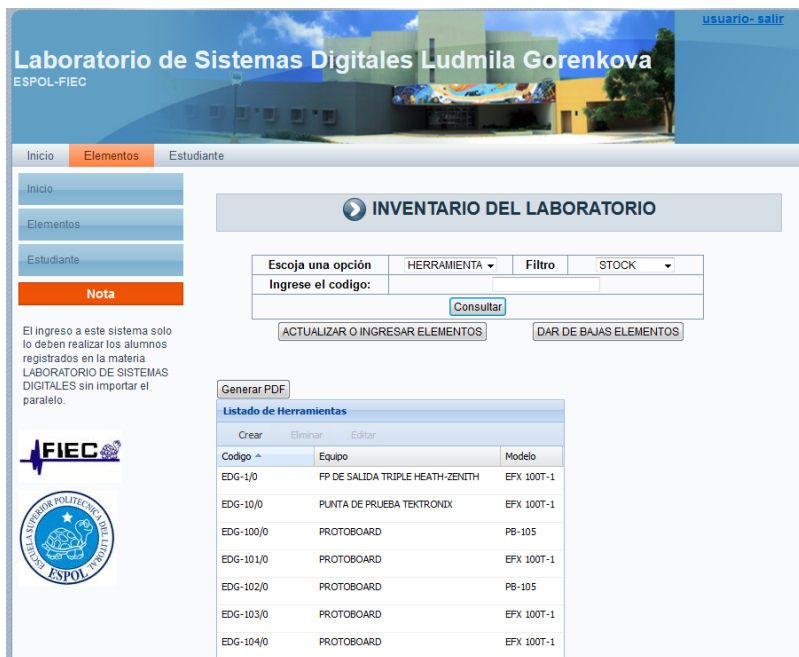 usuario- salir
Laboratorio de Sistemas Digitales Ludmila Gorenkova
ESPOL-FIEC
Inicio Elementos Estudiante
Inicio
Elementos
Estudiante
Nota
El ingreso a este sistema solo
lo deben realizar los alumnos
registrados en la materia
LABORATORIO DE SISTEMAS
DIGITALES sin importar el
paralelo.
FIEC
ESCUELA SUPERIOR POLITECNICA DEL LITORAL
ESPOL
INVENTARIO DEL LABORATORIO
Escoja una opción HERRAMIENTA Filtro STOCK
Ingrese el codigo:
Consultar
ACTUALIZAR O INGRESAR ELEMENTOS DAR DE BAJAS ELEMENTOS
Generar PDF
Listado de Herramientas
Crear Eliminar Editar
Codigo Equipo Modelo
EDG-1/0 FP DE SALIDA TRIPLE HEATH-ZENITH EFX 100T-1
EDG-10/0 PUNTA DE PRUEBA TEKTRONIX EFX 100T-1
EDG-100/0 PROTOBOARD PB-105
EDG-101/0 PROTOBOARD EFX 100T-1
EDG-102/0 PROTOBOARD PB-105
EDG-103/0 PROTOBOARD EFX 100T-1
EDG-104/0 PROTOBOARD EFX 100T-1